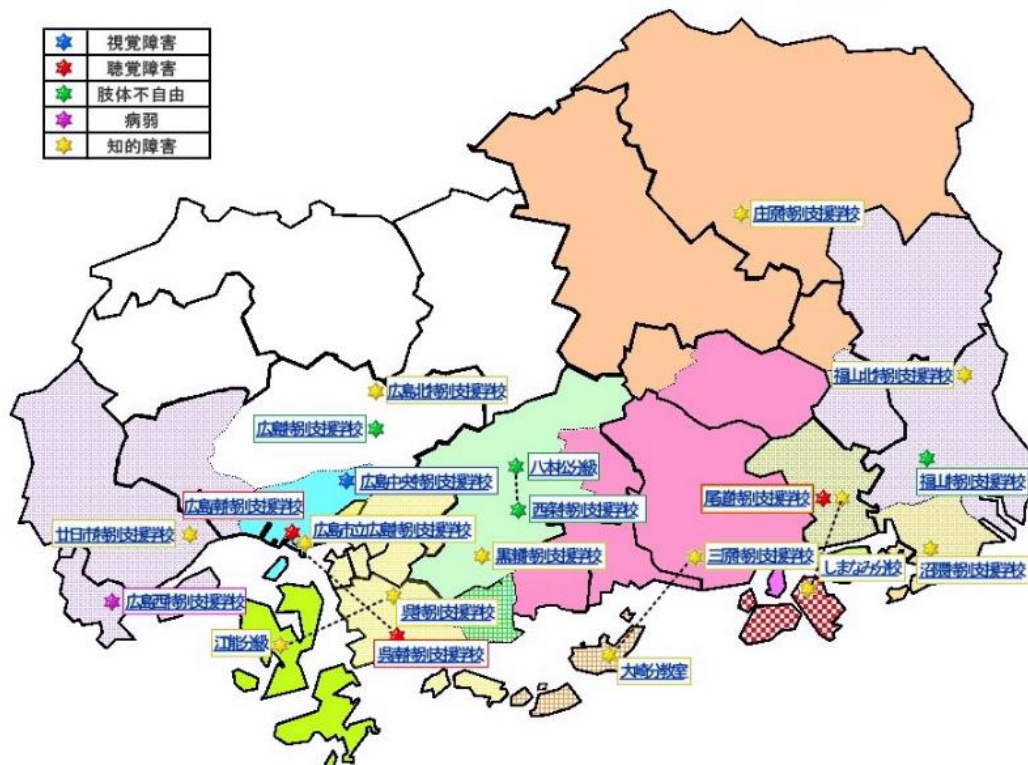 視覚障害
聴覚障害
肢体不自由
病弱
知的障害
庄原特別支援学校
福山北特別支援学校
広島北特別支援学校
広島特別支援学校
八本松分級
広島中央特別支援学校
福山特別支援学校
広島南特別支援学校
尾道特別支援学校
西条特別支援学校
広島市立広島特別支援学校
廿日市特別支援学校
黒瀬特別支援学校
三原特別支援学校
しまなみ分校
沼隈特別支援学校
広島西特別支援学校
呉特別支援学校
江能分級
呉南特別支援学校
大崎分教室